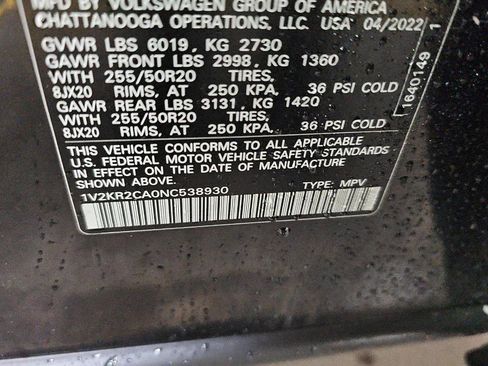 MFD BY VOLKSWAGEN GROUP OF AMERICA
CHATTANOOGA OPERATIONS, LLC. USA 04/2022
GVWR LBS 6019, KG 2730
GAWR FRONT LBS 2998, KG 1360
WITH 255/50R20 TIRES,
8JX20 RIMS, AT 250 KPA, 36 PSI COLD
GAWR REAR LBS 3131, KG 1420
WITH 255/50R20 TIRES,
8JX20 RIMS, AT 250 KPA, 36 PSI COLD
THIS VEHICLE CONFORMS TO ALL APPLICABLE
U.S. FEDERAL MOTOR VEHICLE SAFETY STANDARDS
IN EFFECT ON THE DATE OF MANUFACTURE
1V2KR2CA0NC538930 TYPE: MPV
1640149 1